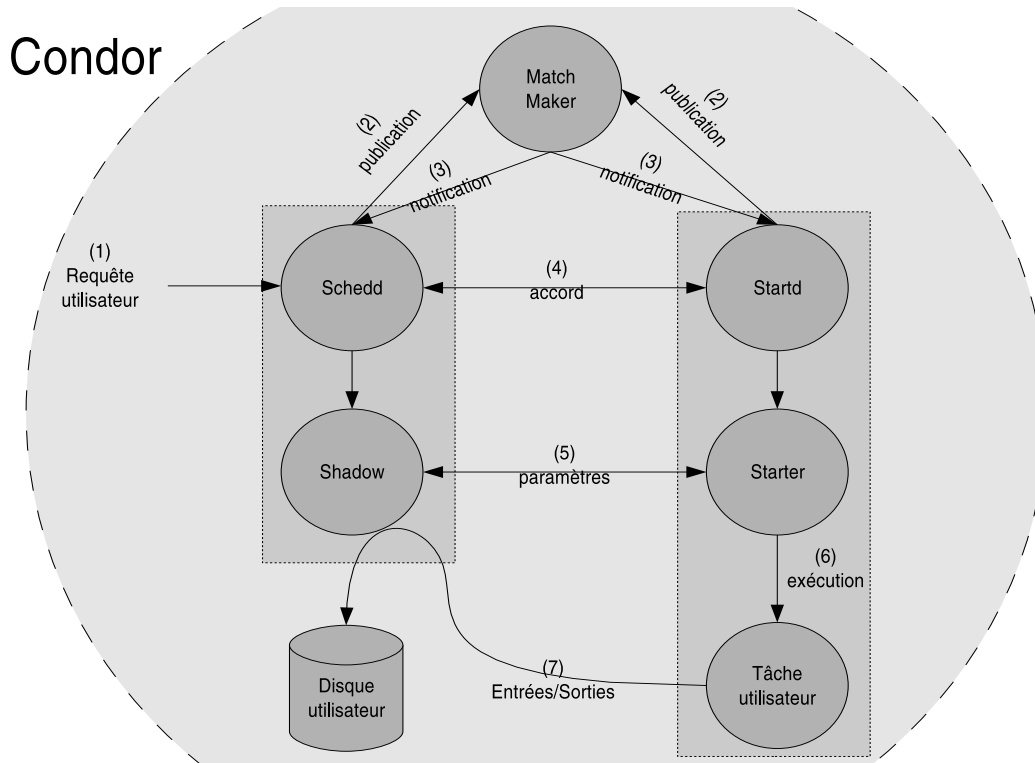 Condor
Match
Maker
(2)
publication
(2)
publication
(3)
notification
(3)
notification
(1)
Requête
utilisateur
Schedd
(4)
accord
Startd
Shadow
(5)
paramètres
Starter
(6)
exécution
(7)
Entrées/Sorties
Disque
utilisateur
Tâche
utilisateur